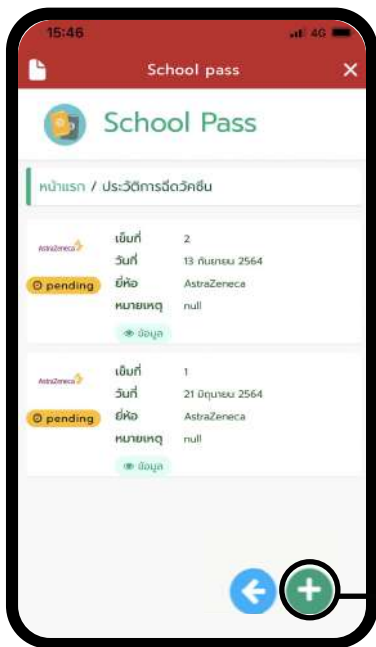 15:46 4G
School pass ×
School Pass
หน้าแรก / ประวัติการฉีดวัคซีน
AstraZeneca
pending
เข็มที่ 2
วันที่ 13 กันยายน 2564
ยี่ห้อ AstraZeneca
หมายเหตุ null
ข้อมูล
AstraZeneca
pending
เข็มที่ 1
วันที่ 21 มิถุนายน 2564
ยี่ห้อ AstraZeneca
หมายเหตุ null
ข้อมูล